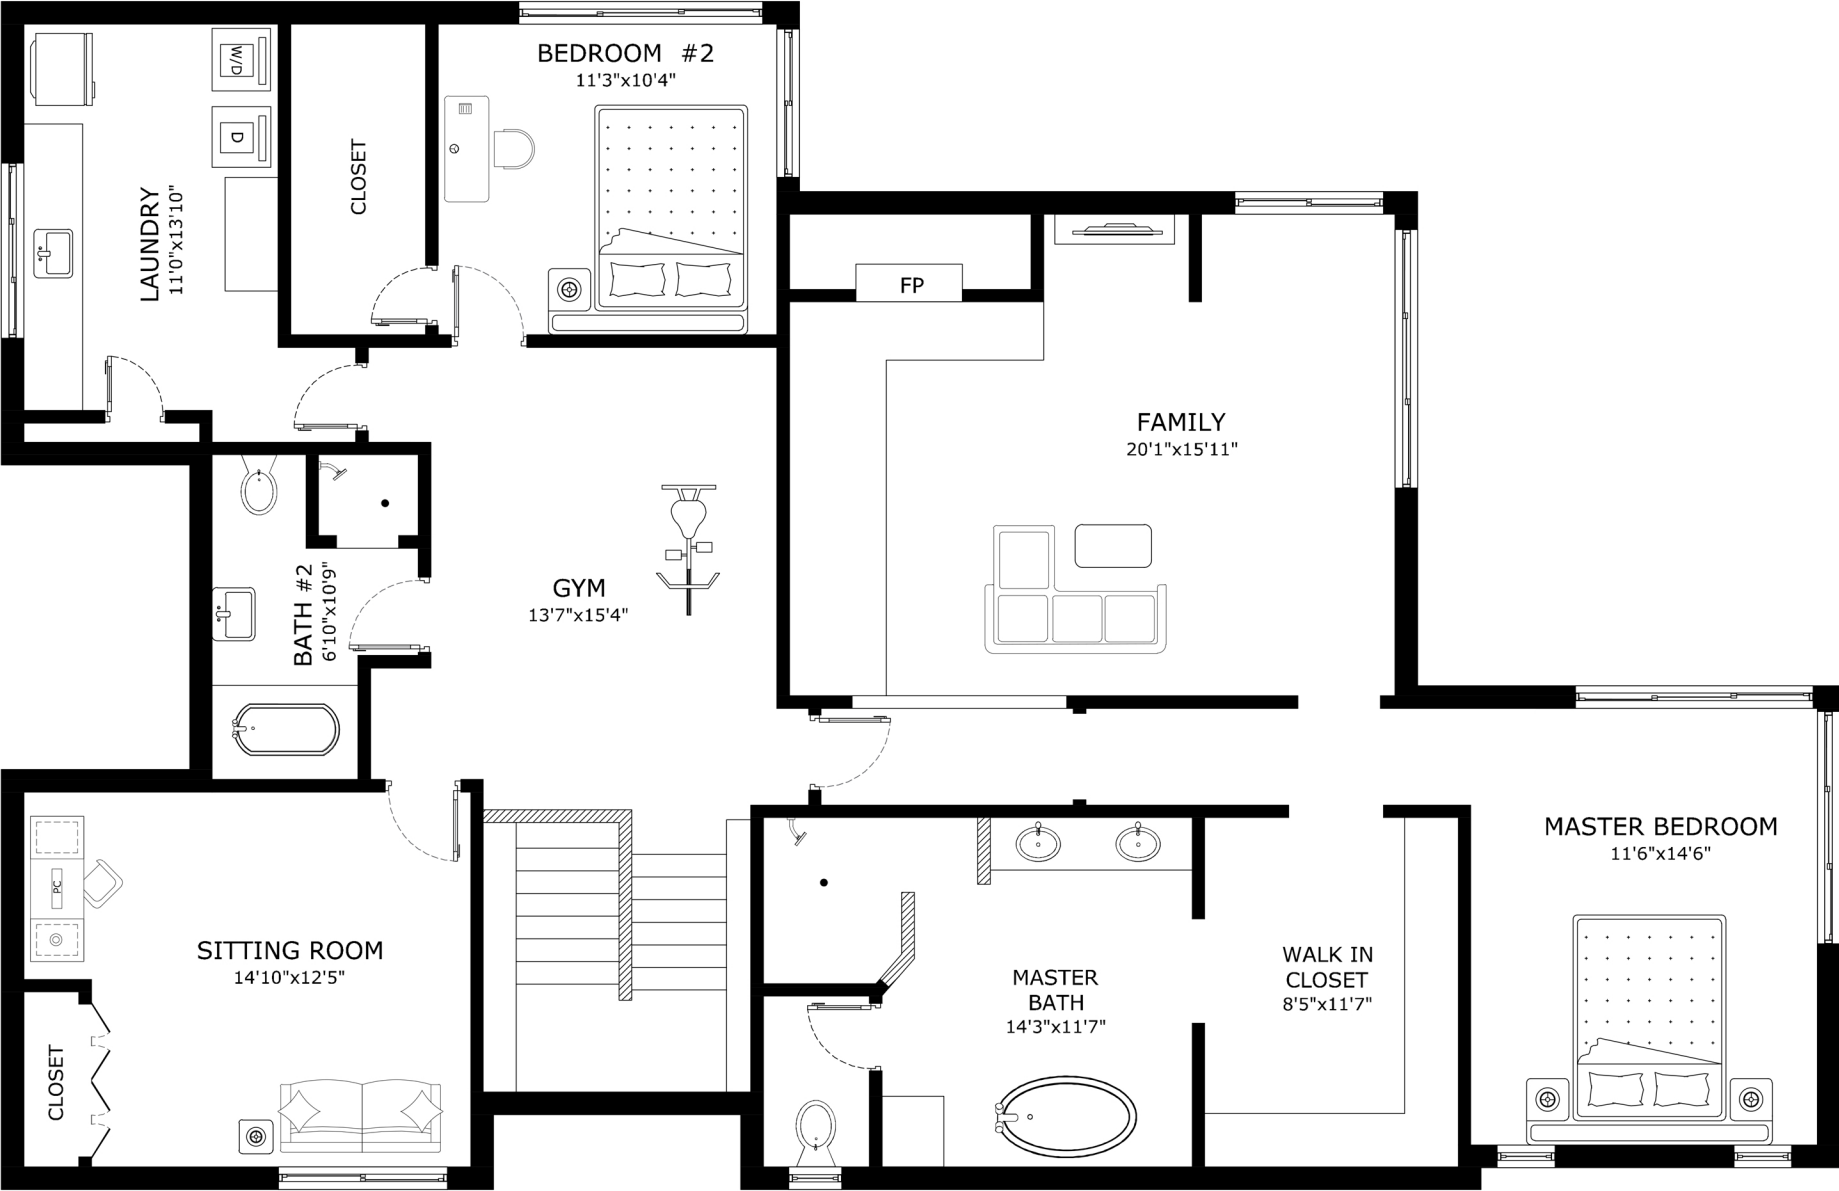 W/D
D
LAUNDRY
11'0"x13'10"
CLOSET
BEDROOM #2
11'3"x10'4"
FP
FAMILY
20'1"x15'11"
BATH #2
6'10"x10'9"
GYM
13'7"x15'4"
PC
SITTING ROOM
14'10"x12'5"
CLOSET
MASTER
BATH
14'3"x11'7"
WALK IN
CLOSET
8'5"x11'7"
MASTER BEDROOM
11'6"x14'6"